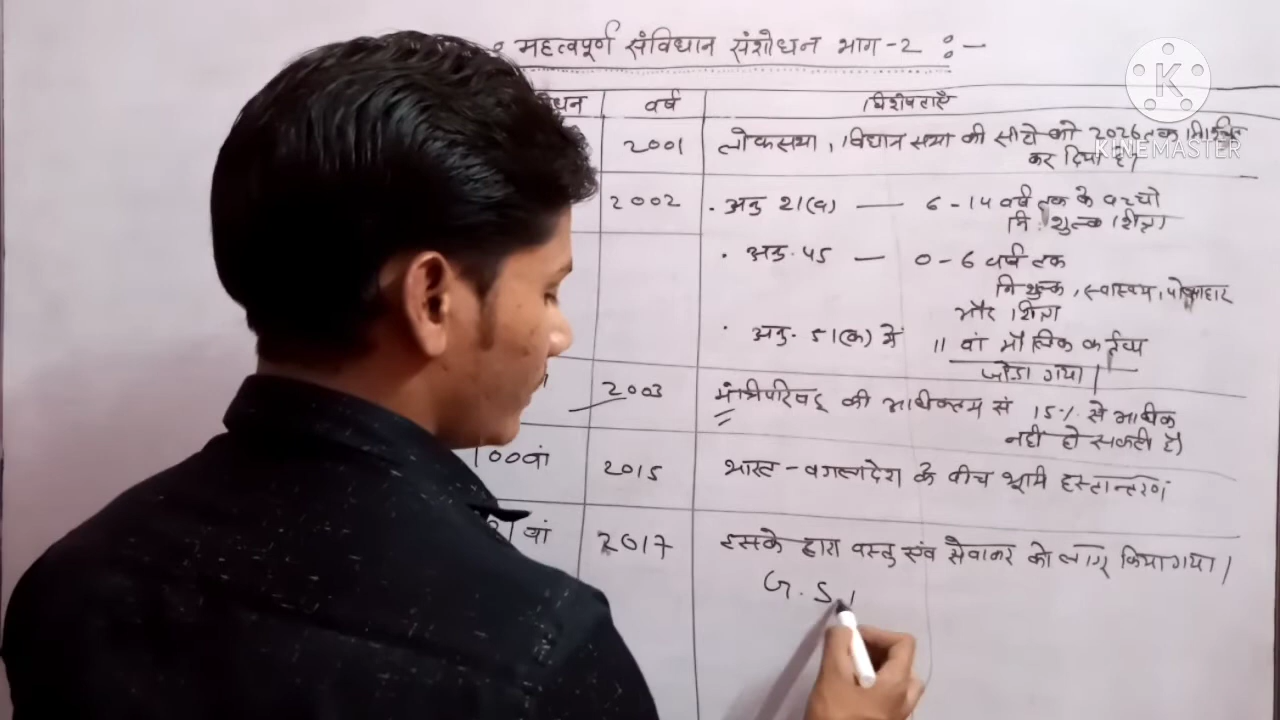 महत्वपूर्ण संविधान संशोधन भाग-2 :-
वर्ष विशेषताएँ
2001 लोकसभा, विधान सभा की सीटो को 2026 तक
कर दिया है।
2002 . अनु 21(क) — 6-14 वर्ष तक के बच्चो
नि:शुल्क शिक्षा
. अनु. 45 — 0-6 वर्ष तक
निशुल्क, स्वास्थय, पोषाहार
और शिक्षा
. अनु. 51(क) में 11 वां मौलिक कर्तव्य
जोडा गया।
2003 मंत्रिपरिषद् की अधिकतम सं 15% से अधिक
नहीं हो सकती है।
100वां 2015 भारत-बंगलादेश के बीच भूमि हस्तान्तरण
वां 2017 इसके द्वारा वस्तु एंव सेवाकर को लागू किया गया।
G. S.
K
KINEMASTER